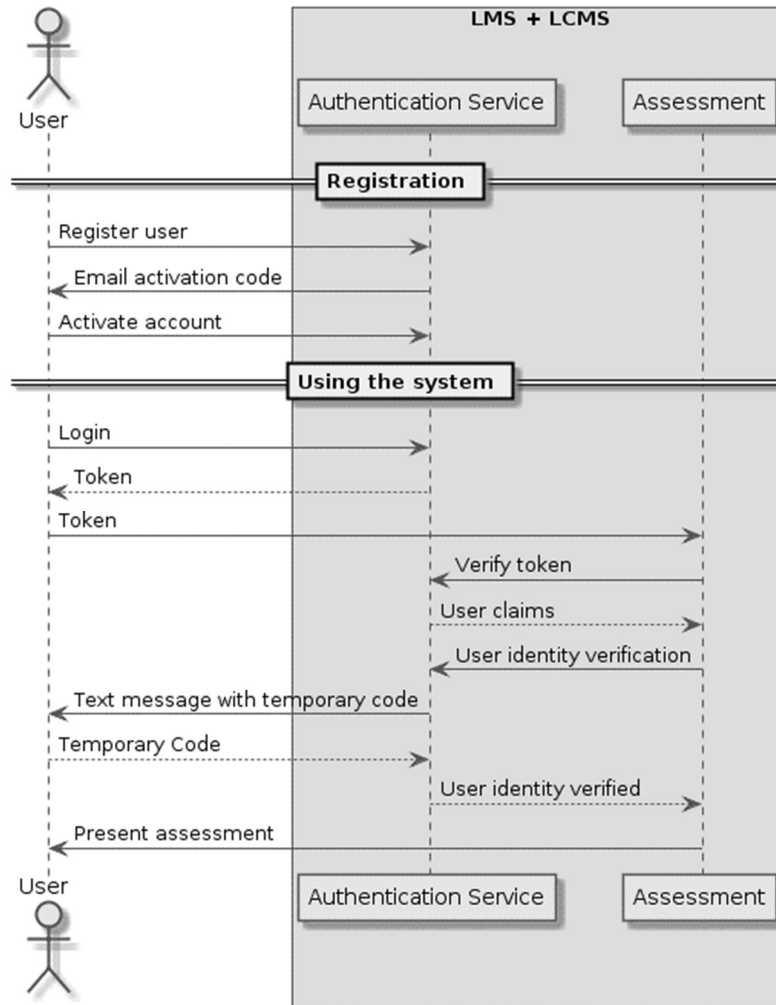 LMS + LCMS
User
Authentication Service
Assessment
Registration
Register user
Email activation code
Activate account
Using the system
Login
Token
Token
Verify token
User claims
User identity verification
Text message with temporary code
Temporary Code
User identity verified
Present assessment
User
Authentication Service
Assessment